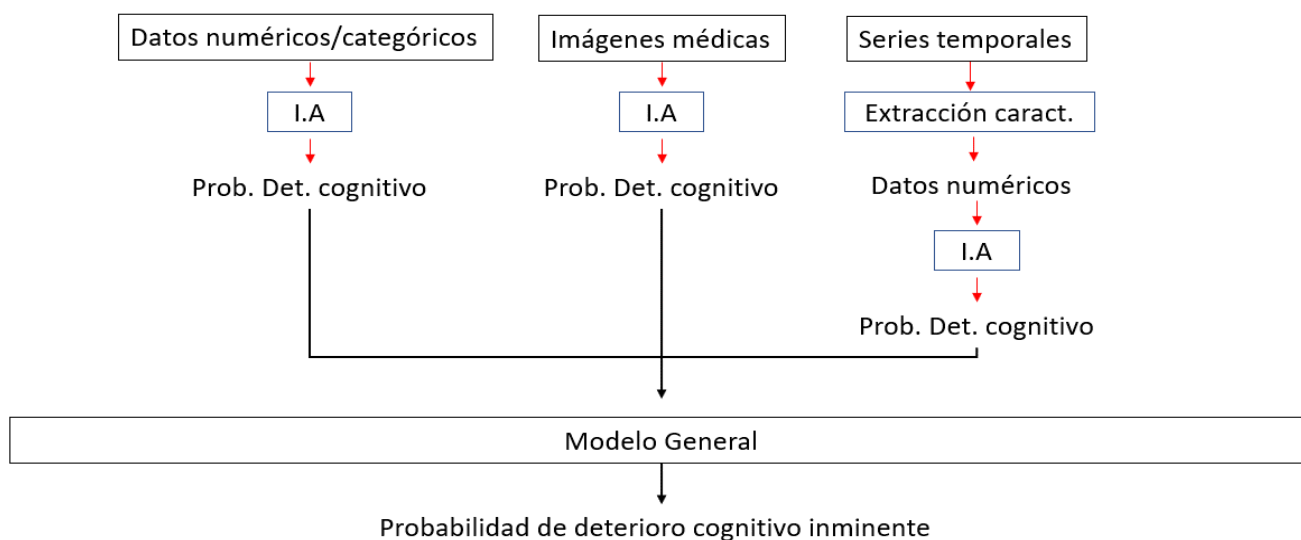 Datos numéricos/categóricos
Imágenes médicas
Series temporales
I.A
I.A
Extracción caract.
Prob. Det. cognitivo
Prob. Det. cognitivo
Datos numéricos
I.A
Prob. Det. cognitivo
Modelo General
Probabilidad de deterioro cognitivo inminente